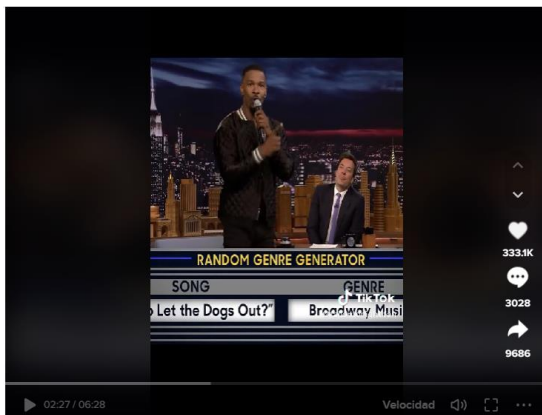 RANDOM GENRE GENERATOR
SONG GENRE
Let the Dogs Out?" Broadway Musi
TikTok
333.1K
3028
9686
02:27 / 06:28 Velocidad